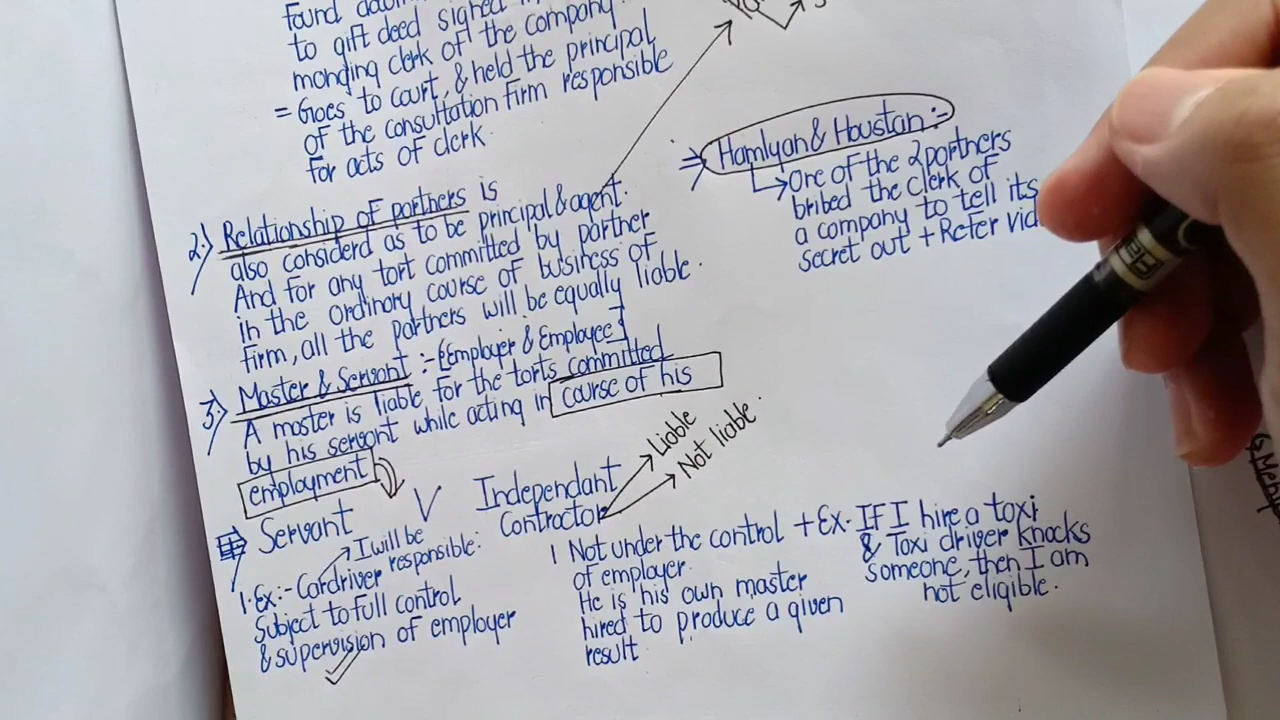 found
to gift deed signed
monging clerk of the company.
= Goes to court, & held the principal
of the consultation firm responsible
for acts of clerk.
2.) Relationship of partners is
also considerd as to be principal & agent.
And for any tort committed by partner
in the ordinary course of business of
firm, all the partners will be equally liable.
3.) Master & Servant :- [Employer & Employee]
A master is liable for the torts committed
by his servant while acting in course of his
employment
⇒ Hamlyan & Houstan :-
One of the 2 partners
bribed the clerk of
a company to tell its
secret out + Refer vid
Servant V Independant
Contractor
Liable
Not liable.
I will be
responsible:
1. Ex:- Car driver
Subject to full control
& supervision of employer
1 Not under the control
of employer.
He is his own master
hired to produce a given
result
+ Ex- IF I hire a taxi
& Taxi driver knocks
someone, then I am
not eligible.